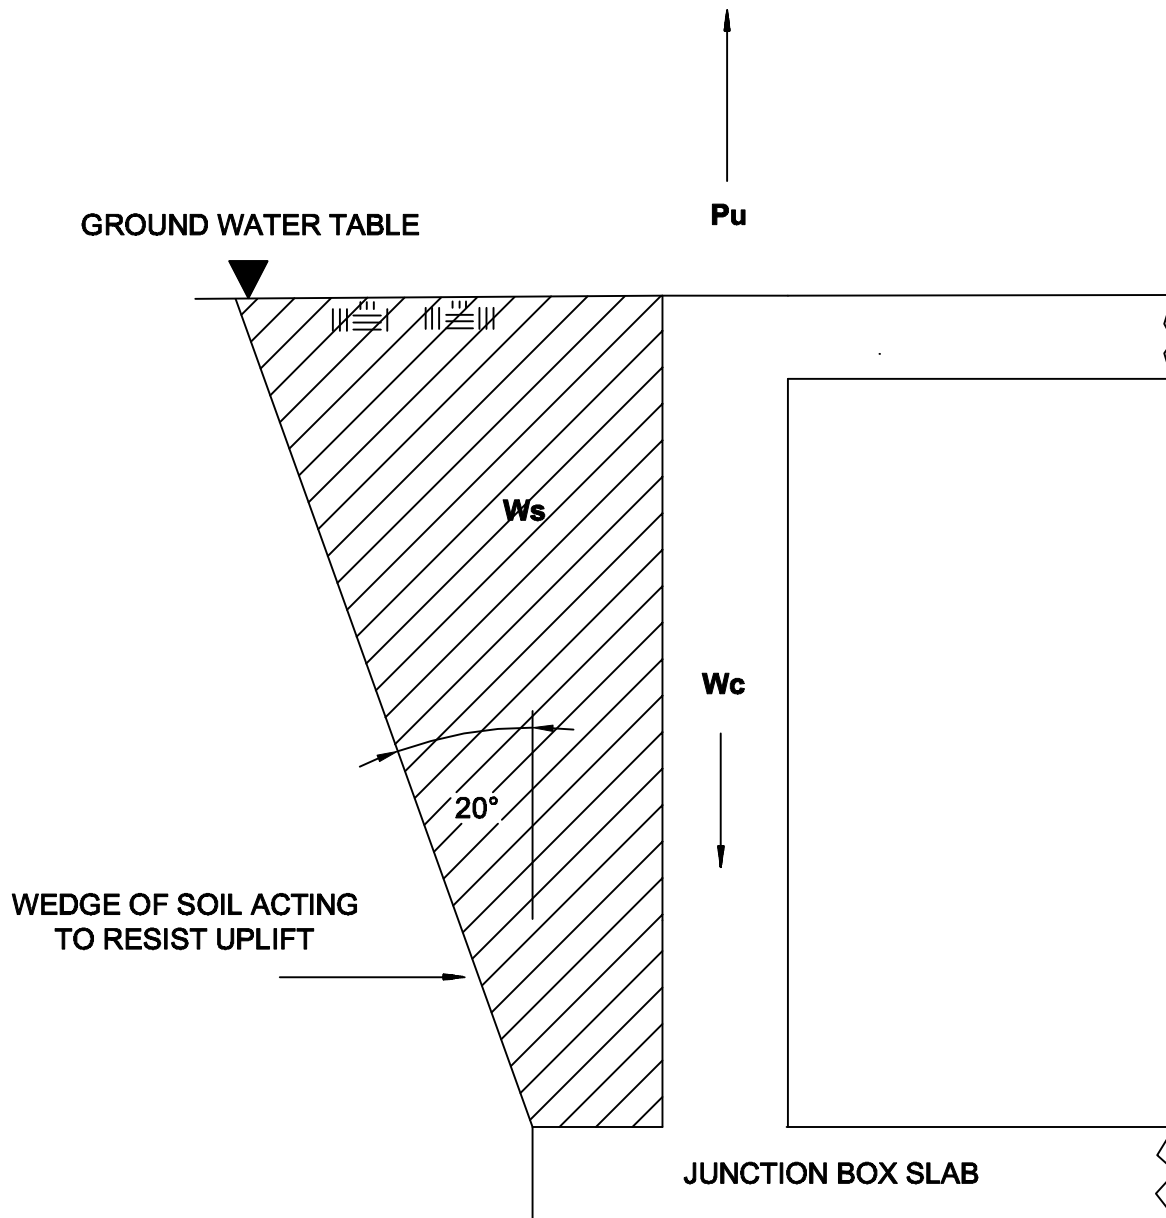 Pu
GROUND WATER TABLE
Ws
Wc
20°
WEDGE OF SOIL ACTING
TO RESIST UPLIFT
JUNCTION BOX SLAB